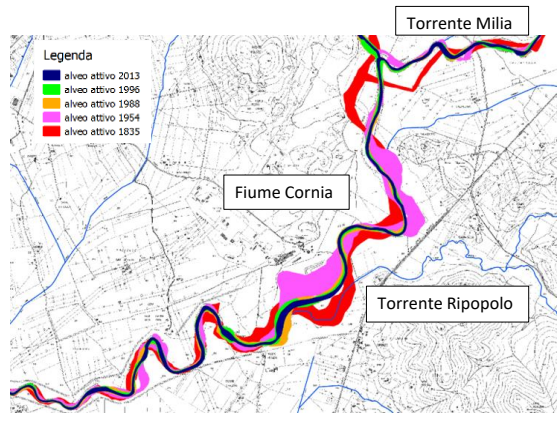 Torrente Milia
Legenda
alveo attivo 2013
alveo attivo 1996
alveo attivo 1988
alveo attivo 1954
alveo attivo 1835
Fiume Cornia
Torrente Ripopolo